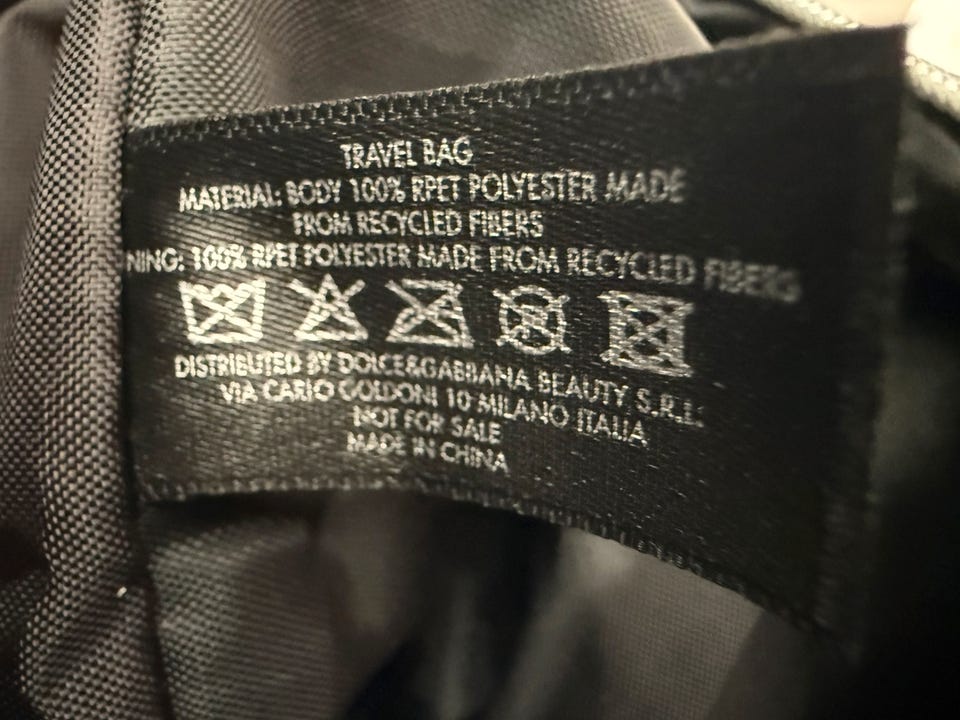 TRAVEL BAG
MATERIAL: BODY 100% RPET POLYESTER MADE
FROM RECYCLED FIBERS
NING: 100% RPET POLYESTER MADE FROM RECYCLED FIBERS
DISTRIBUTED BY DOLCE&GABBANA BEAUTY S.R.L.
VIA CARLO GOLDONI 10 MILANO ITALIA
NOT FOR SALE
MADE IN CHINA